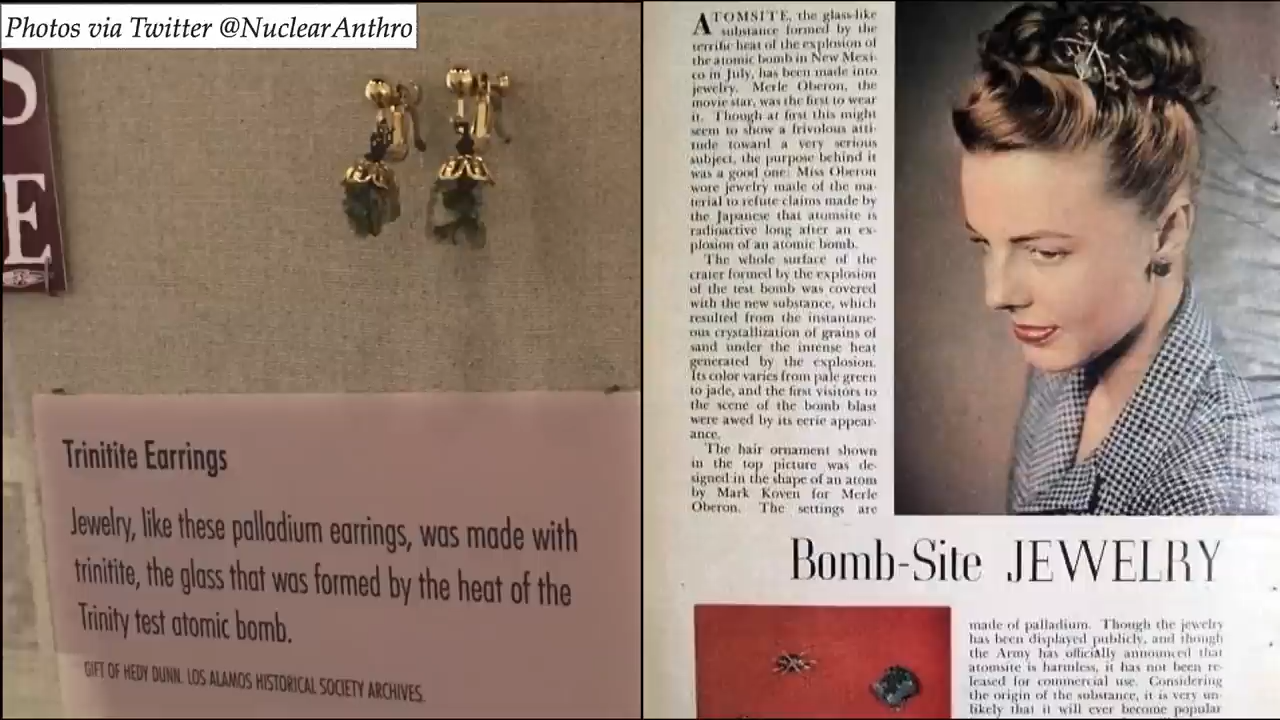 Photos via Twitter @NuclearAnthro
S
E
Trinitite Earrings
Jewelry, like these palladium earrings, was made with
trinitite, the glass that was formed by the heat of the
Trinity test atomic bomb.
GIFT OF HEDY DUNN. LOS ALAMOS HISTORICAL SOCIETY ARCHIVES.
ATOMSITE, the glass-like
substance formed by the
terrific heat of the explosion of
the atomic bomb in New Mexi-
co in July, has been made into
jewelry. Merle Oberon, the
movie star, was the first to wear
it. Though at first this might
seem to show a frivolous atti-
tude toward a very serious
subject, the purpose behind it
was a good one: Miss Oberon
wore jewelry made of the ma-
terial to refute claims made by
the Japanese that atomsite is
radioactive long after an ex-
plosion of an atomic bomb.
The whole surface of the
crater formed by the explosion
of the test bomb was covered
with the new substance, which
resulted from the instantane-
ous crystallization of grains of
sand under the intense heat
generated by the explosion.
Its color varies from pale green
to jade, and the first visitors to
the scene of the bomb blast
were awed by its eerie appear-
ance.
The hair ornament shown
in the top picture was de-
signed in the shape of an atom
by Mark Koven for Merle
Oberon. The settings are
Bomb-Site JEWELRY
made of palladium. Though the jewelry
has been displayed publicly, and though
the Army has officially announced that
atomsite is harmless, it has not been re-
leased for commercial use. Considering
the origin of the substance, it is very un-
likely that it will ever become popular